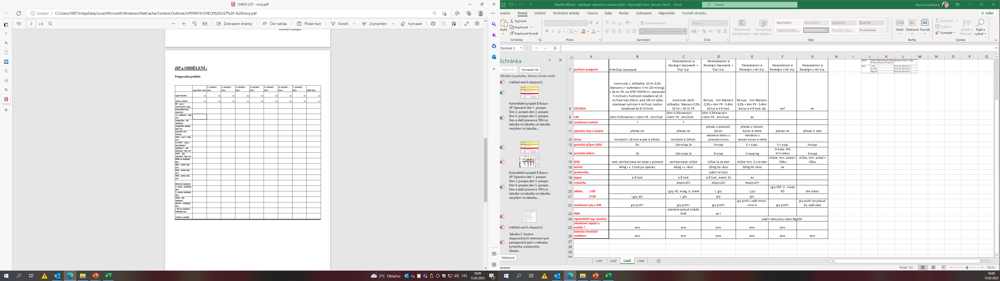 CHECK LIST - nový.pdf
Soubor C:/Users/59873/AppData/Local/Microsoft/Windows/INetCache/Content.Outlook/LVRT6RYX/CHECK%20LIST%20-%20nový.pdf
3 z 4 Zobrazení stránky Číst nahlas Přidat text Kreslit Zvýraznění Vymazat
Razítko a podpis
JIP a ODDĚLENÍ :
Pooperační průběh:
operační den 1. pooper. Den 2. pooper. Den 3. pooper. Den 4. pooper. Den 5. pooper. Den 6. pooper. Den 7. pooper. Den další dny
vypil tekutin ml ml ml ml ml ml ml ml ml
infúze celkem ml ml ml ml ml ml ml ml ml
BT - poz / vyrovnaná / neg.
katecholaminy (ano/ne)
i.v. aplikace - kdy ex?
anagetika - dle tabulky?
anagetika opiáty, kdy ex?
poznačit zda relistor
NGS - ano? + kdy ex?
re NGS? - kdy a jak dlouho?
epilinka ? - dle tabulky?, kdy ex?
TAP? - dle tabulky?, kdy ex?
PMK ex kolikátý den
BD1 - kolik, kdy ex?
BD2 - kolik, kdy ex?
BD3 - kolik, kdy ex?
RHB dle tabulky?
1. větry - kolikátý den
1. stolice kolikátý den
dieta - dle tabulky?
dimise - kolikátý den
z JIP na standart - kolikátý den
razítko a podpis
Tabulka BBraun - předoper. operační a pooper.péče - nejnovější verze [jen pro čtení] - Excel
Hledat
Alena Pospíšilová
Soubor Domů Vložení Rozložení stránky Vzorce Data Revize Zobrazení Nápověda Formát obrázku Sdílet
Vložit Vyjmout Kopírovat Kopírovat formát
Zalamovat text Sloučit a zarovnat na střed
Obecný
Podmíněné formátování Formátovat jako tabulku
Normální Neutrální Správně Špatně
Hypertextov... Kontrolní bu... Použitý hyp... Poznámka
Vložit Odstranit Formát
AutoSum Vyplnit Vymazat Seřadit a filtrovat Najít a vybrat
Schránka Písmo Zarovnání Číslo Styly Buňky Úpravy
Obrázek 2
Schránka
Vložit vše Vymazat vše
Klikněte na položku, kterou chcete vložit:
(náhled není k dispozici)
Kolorektální projekt B Braun - JIP Operační den 1. pooper. Den 2. pooper.den 3. pooper. Den 4. pooper.den 5. pooper. Den a další prevence TEN viz tabulka viz tabulka viz tabulka navýšení viz tabulka...
Kolorektální projekt B Braun - JIP Operační den 1. pooper. Den 2. pooper.den 3. pooper. Den 4. pooper.den 5. pooper. Den a další prevence TEN viz tabulka viz tabulka viz tabulka navýšení viz tabulka...
(náhled není k dispozici)
Tabulka 3. Souhrn doporučených intervencí pro perioperační péči o náhradu kyčelního a kolenního kloubu
Možnosti
A B C D E F G H I J K L M N O P Q
7 periferní analgezie P+N+Dipi časovaně Paracateamol a Novalgin časovaně + Dipi d.p. Paracateamol a Novalgin časovaně + Dipi d.p. Paracetamol a Novalgin v tbl d.p. Paracetamol a Novalgin v tbl d.p. Paracetamol a Novalgin v tbl d.p.
8 EPILINKA kontinuál 1. stříkačka: 10 ml 0,5% Marcainu + Sufentanil 4 ml (20 mikrog) + 26 ml FR, ne SFNT FORTE!!!!, startovací 5 ml/hod s možností navýšení až 10 ml/hod nad 150cm, pod 150 cm výšky startovací rychlost 4 ml/hod, možno navyšovat do 8 ml/hod. kontinuál další stříkačky: Marcain 0,5% 10 ml + 30 ml FR Bolusy: 2ml Marcain 0,5% + 6ml FR - 5-8ml bolus a 4-6 hod. Bolusy: 2ml Marcain 0,5% + 6ml FR - 5-8ml bolus a 4-6 hod. dp ex? ex
9 TAP 10ml 0.5%marcain +10ml FR , 3ml/hod 10ml 0.5%marcain +10ml FR , 3ml/hod 10ml 0.5%marcain +10ml FR , 3ml/hod ex
10 monitorace bolesti ? ?
11 operační rána a asepse převaz ne převaz ne převaz u pravostr. Kolon převaz u levostr. Kolon a rekta převaz ne převaz 5. den
12 drény množství v 18 hod a pak a 24hod. množství a 24hod. extrakce drénu u pravostr.kolon extrakce u levostr.kolon a rekta
13 perorální příjem ERAS 0s 1sb+sipp 2x 0+sipp 5 + sipp. 5 + sipp 5+sipp
14 perorální příjem 0s 1sb+sipp 2x 0+sipp 1+sipping 5+sipp. dle klin.stavu 5+sipp
15 RHB sed, vertikalizace do stoje u postele vertikalizace, chůze chůze 2x za den chůze min. 3 x za den chůze, min. pobyt v lůžku chůze, min. pobyt v lůžku
16 helicid 40mg i.v. 2 hod po operaci 40mg i.v. ráno 20mg tbl ráno 20mg tbl ráno ex
17 prokinetika zvážit relistor
18 degan a 8 hod. a 8 hod. a 8 hod., event. Ex ex
19 zvýkačka doporučit doporučit doporučit
20 odběry 5:00 I,gly, KO, koag, U, kreat I, gly I, gly I,gly CRP, U , kreat, KO dle stavu
21 17:00 I,gly, KO I, gly gly gly
22 monitorace gly u DM gly profil gly profil gly profil gly profil, zpět chron. inzulin gly profil gly profil ex pokud ok, zpět pad
23 PMK extrakce pokud zvládá RHB ex !
24 vyprázdnění typ. laxativa zvážit laktulosu nebo MgSO4
25 nikotinové náplati u kuřáků ? ano ano ano ano ano
26 kontrola chronické medikace ano ano ano ano ano ano
27
28
29
List1 List2 List3 List4
Počet: 132 100 %
2°C Oblačno CES 16:09 15.02.2023
16:09 15.02.2023